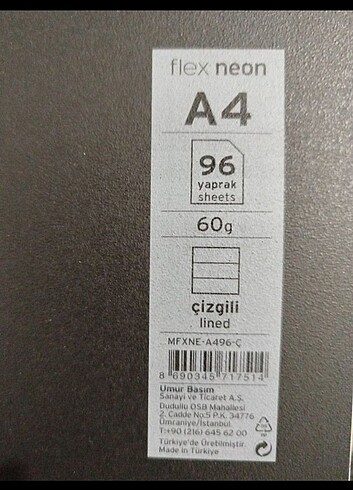 flex neon
A4
96
yaprak
sheets
60g
çizgili
lined
MFXNE-A496-Ç
8 690345 717514
Umur Basım
Sanayi ve Ticaret A.Ş.
Dudullu OSB Mahallesi
2. Cadde No:5 P.K. 34776
Ümraniye/İstanbul
T:+90 (216) 645 62 00
Türkiye'de Üretilmiştir.
Made in Türkiye